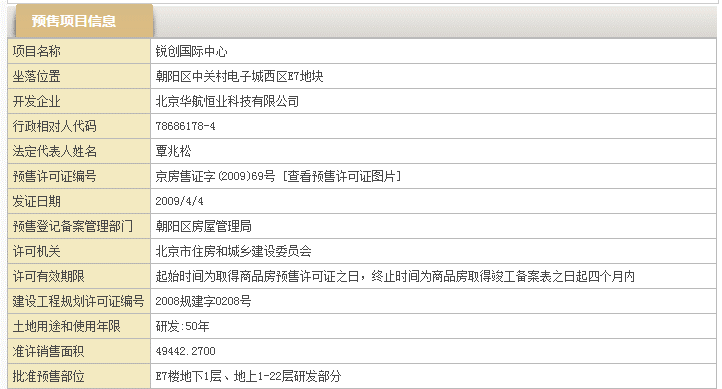 预售项目信息
项目名称 锐创国际中心
坐落位置 朝阳区中关村电子城西区E7地块
开发企业 北京华航恒业科技有限公司
行政相对人代码 78686178-4
法定代表人姓名 覃兆松
预售许可证编号 京房售证字(2009)69号 [查看预售许可证图片]
发证日期 2009/4/4
预售登记备案管理部门 朝阳区房屋管理局
许可机关 北京市住房和城乡建设委员会
许可有效期限 起始时间为取得商品房预售许可证之日，终止时间为商品房取得竣工备案表之日起四个月内
建设工程规划许可证编号 2008规建字0208号
土地用途和使用年限 研发:50年
准许销售面积 49442.2700
批准预售部位 E7楼地下1层、地上1-22层研发部分